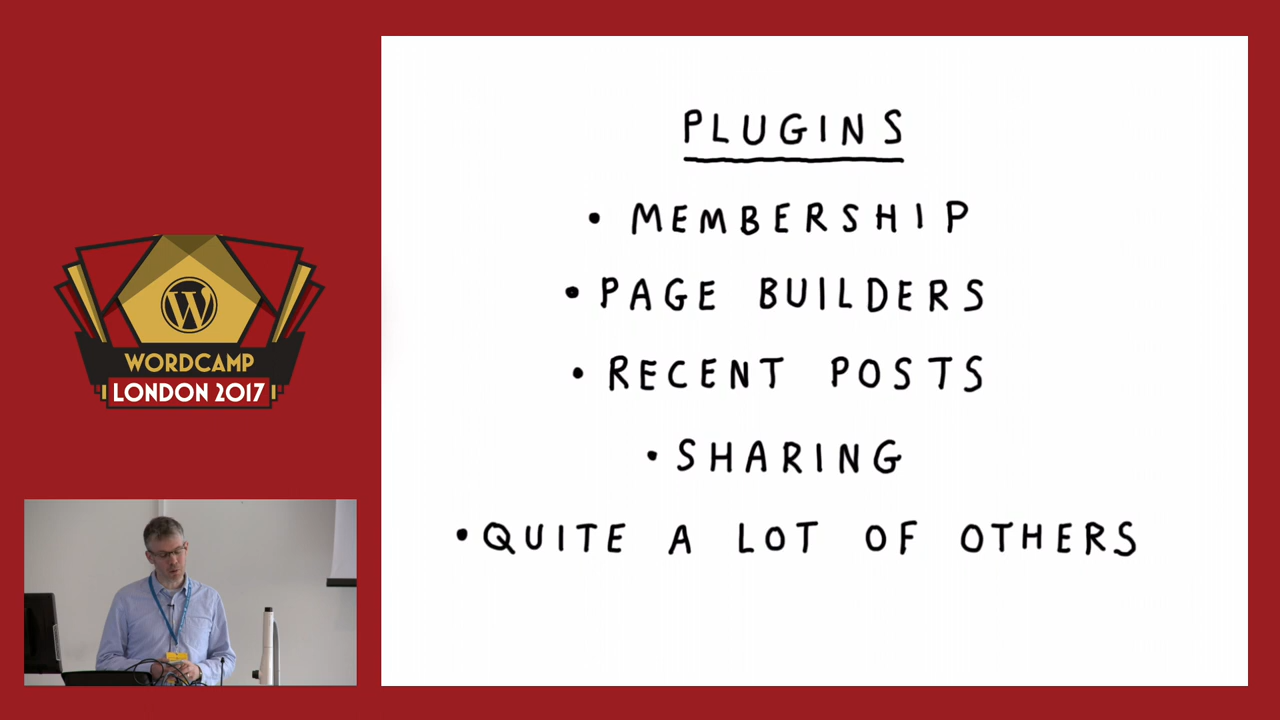 PLUGINS
• MEMBERSHIP
• PAGE BUILDERS
• RECENT POSTS
• SHARING
• QUITE A LOT OF OTHERS
WORDCAMP
LONDON 2017